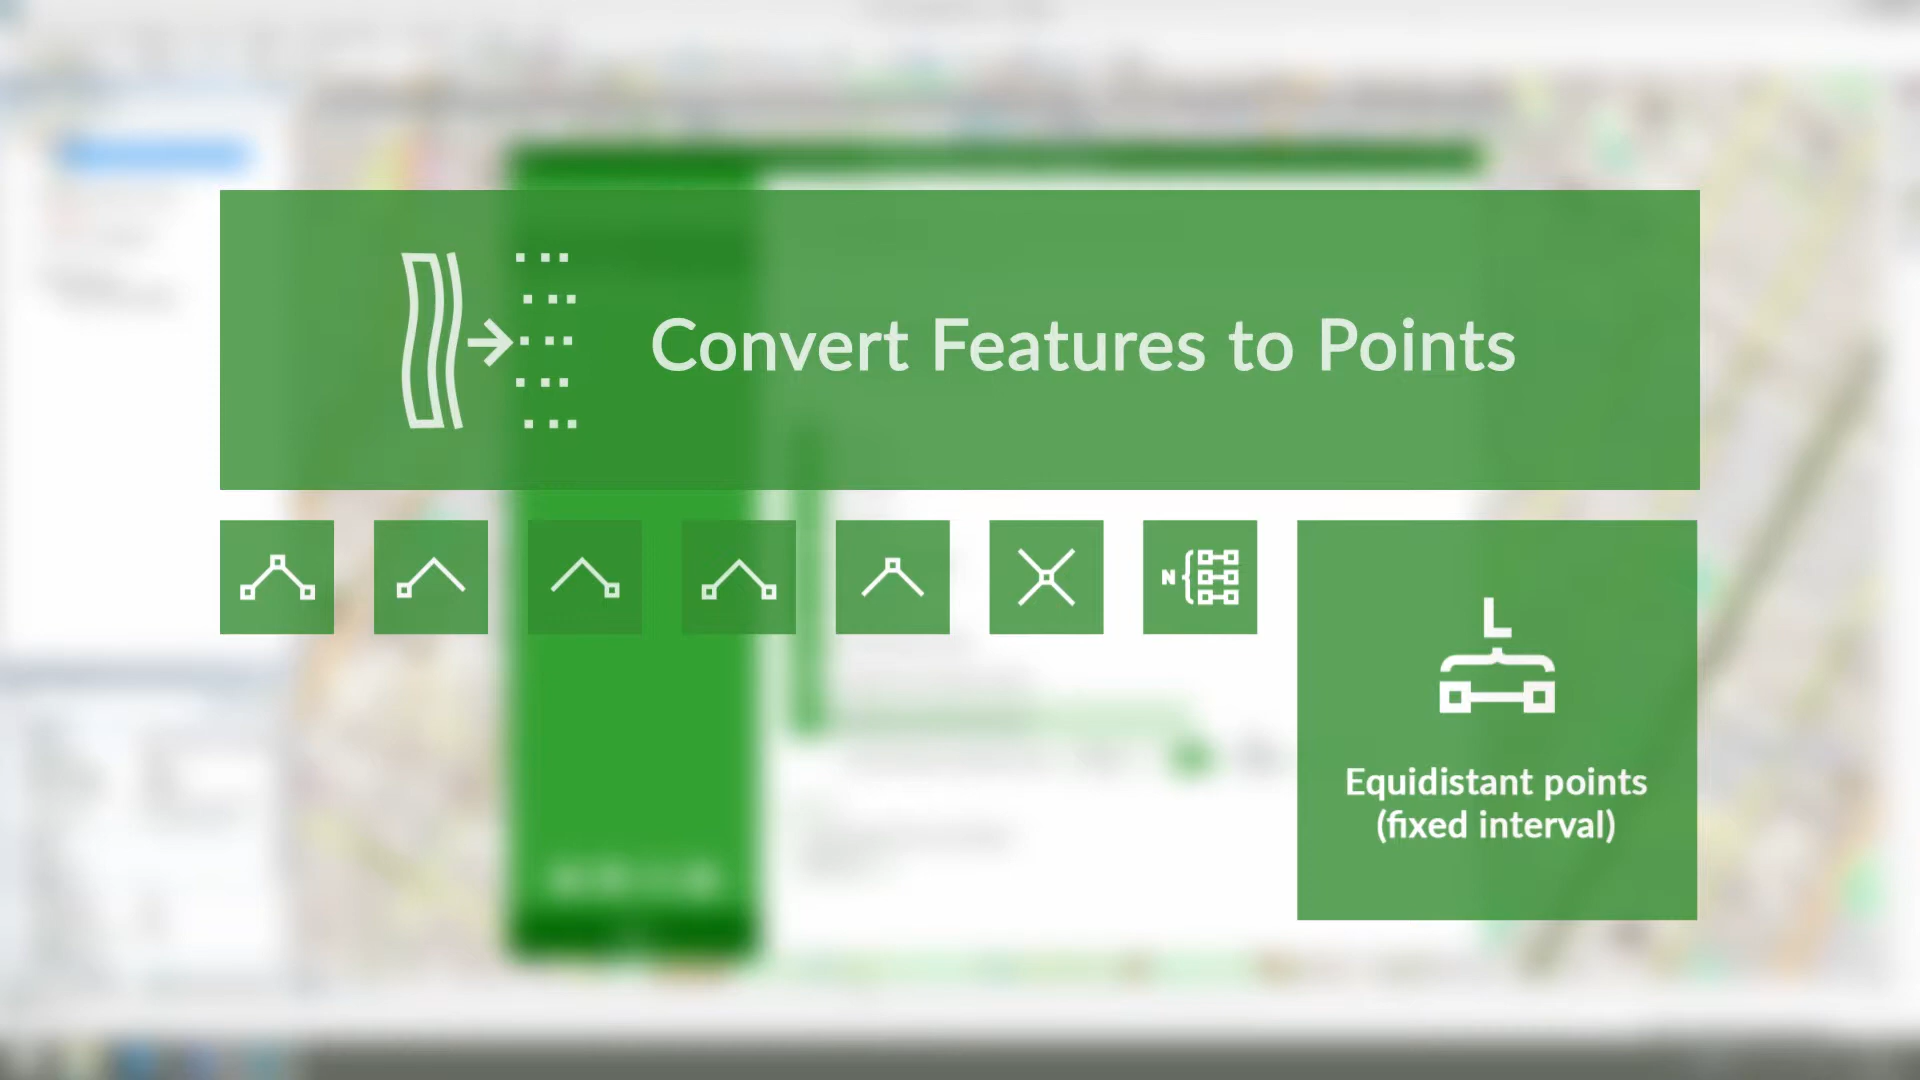 Convert Features to Points
N
L
Equidistant points
(fixed interval)